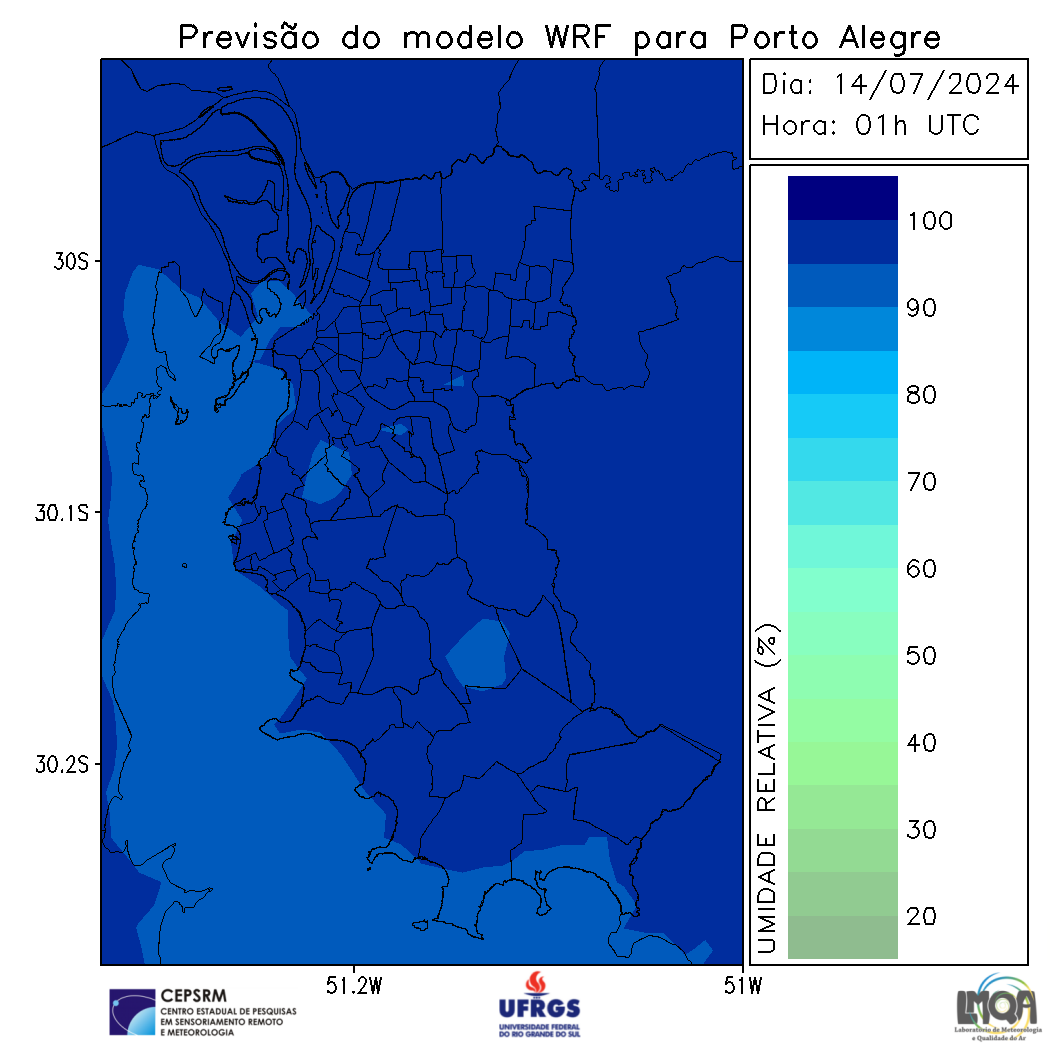 Previsão do modelo WRF para Porto Alegre
Dia: 14/07/2024
Hora: 01h UTC
100
90
80
70
60
50
40
30
20
UMIDADE RELATIVA (%)
30S
30.1S
30.2S
51.2W
51W
CEPSRM
CENTRO ESTADUAL DE PESQUISAS
EM SENSORIAMENTO REMOTO
E METEOROLOGIA
UFRGS
UNIVERSIDADE FEDERAL
DO RIO GRANDE DO SUL
LMQA
Laboratório de Meteorologia
e Qualidade do Ar